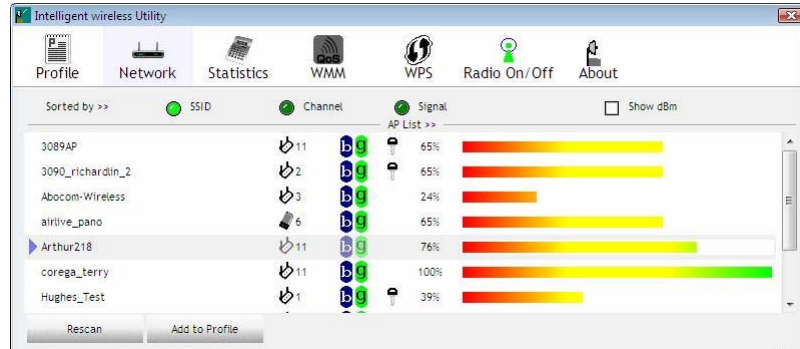 Intelligent wireless Utility
Profile Network Statistics QoS WMM WPS Radio On/Off About
Sorted by >> SSID Channel Signal Show dBm
AP List >>
3089AP 11 b g 65%
3090_richardlin_2 2 b g 65%
Abocom-Wireless 3 b g 24%
airlive_pano 6 b g 65%
Arthur218 11 b g 76%
corega_terry 11 b g 100%
Hughes_Test 1 b g 39%
Rescan Add to Profile